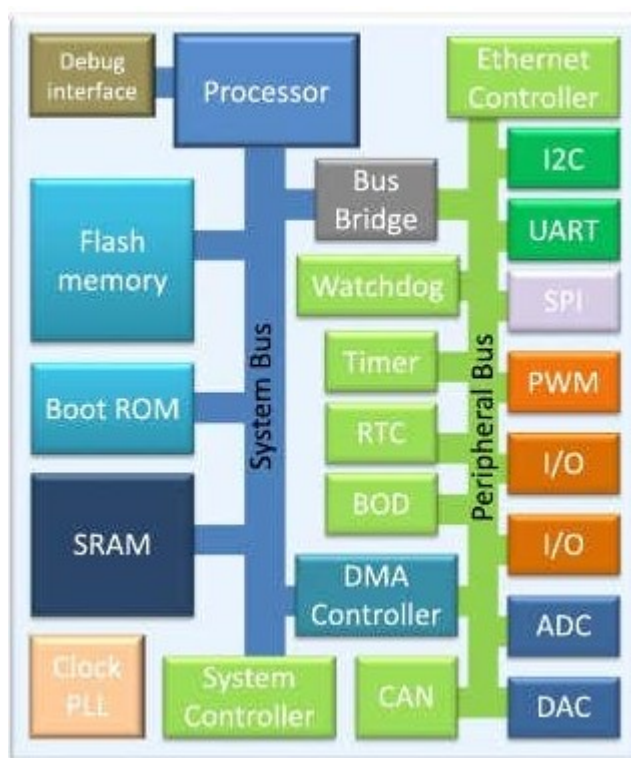 Debug
interface
Processor
Ethernet
Controller
Bus
Bridge
I2C
Flash
memory
UART
Watchdog
SPI
System Bus
Peripheral Bus
Timer
PWM
Boot ROM
RTC
I/O
BOD
SRAM
I/O
DMA
Controller
ADC
Clock
PLL
System
Controller
CAN
DAC